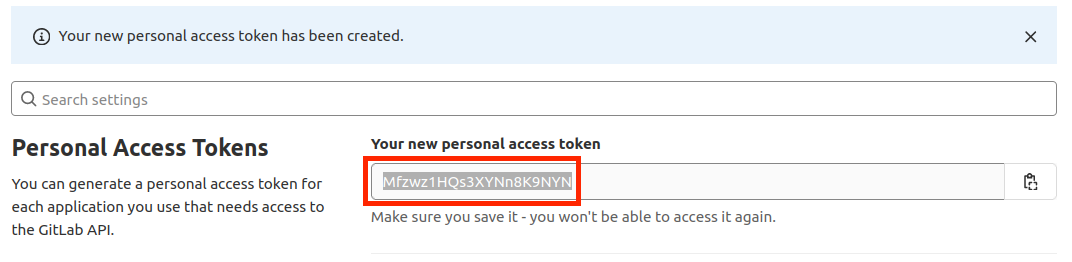 Your new personal access token has been created.
Search settings
Personal Access Tokens
You can generate a personal access token for
each application you use that needs access to
the GitLab API.
Your new personal access token
Mfzwz1HQs3XYNn8K9NYN
Make sure you save it - you won't be able to access it again.